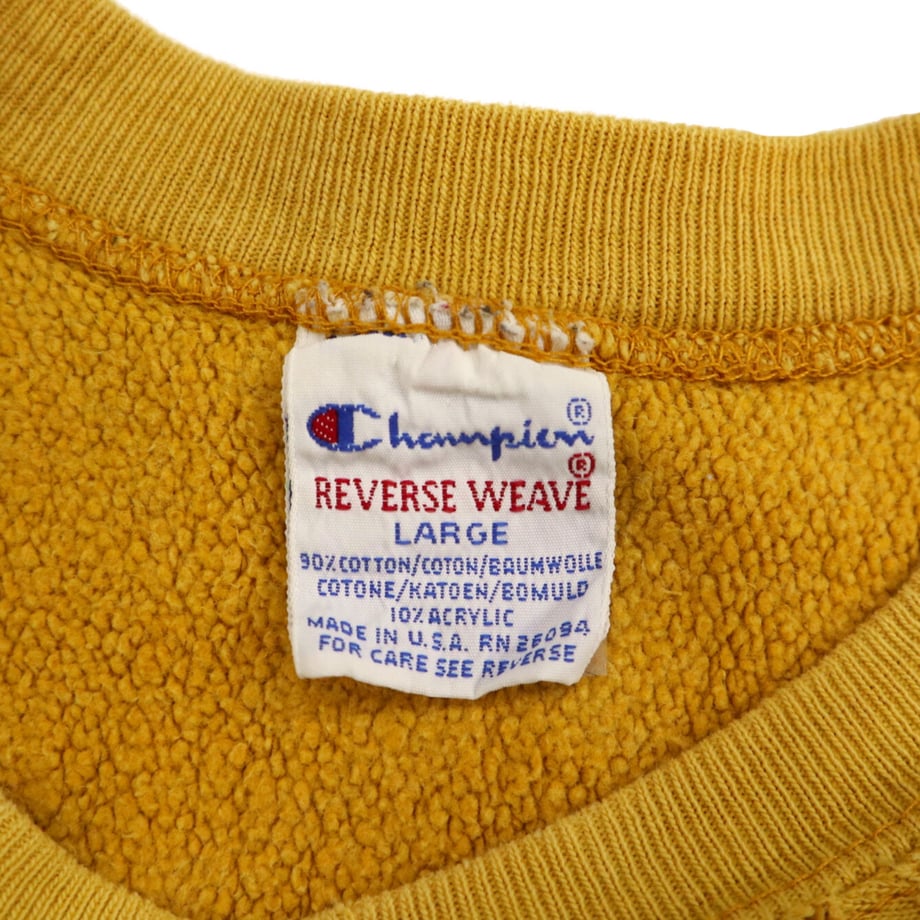 Champion®
REVERSE WEAVE®
LARGE
90% COTTON/COTON/BAUMWOLLE
COTONE/KATOEN/BOMULD
10% ACRYLIC
MADE IN U.S.A. RN 26094
FOR CARE SEE REVERSE